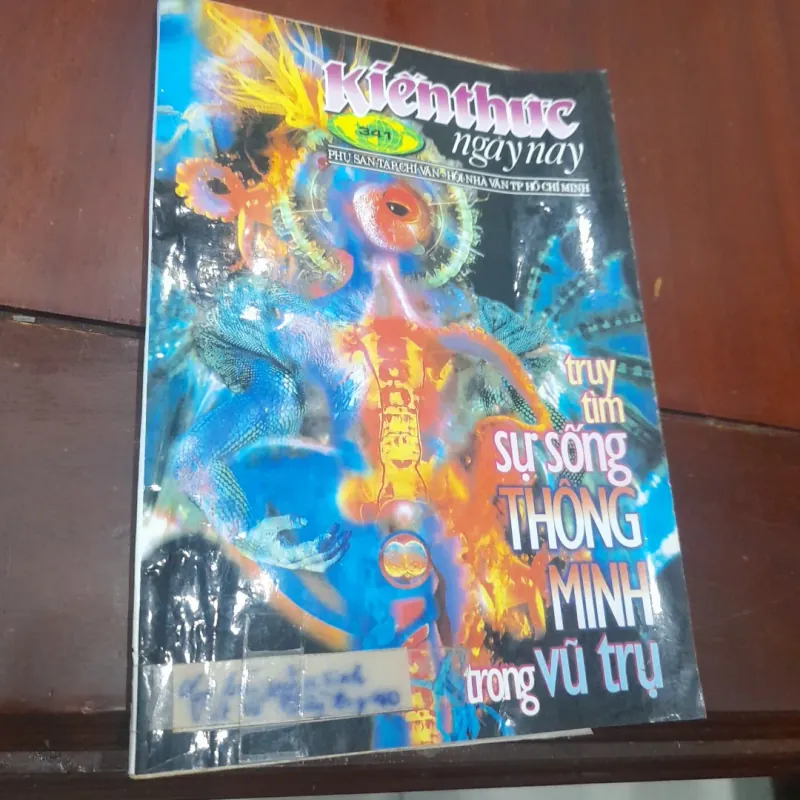 Kiến thức
341
ngày nay
PHỤ SAN TẠP CHÍ VĂN - HỘI NHÀ VĂN TP HỒ CHÍ MINH
truy
tìm
sự sống
THÔNG
MINH
trong vũ trụ